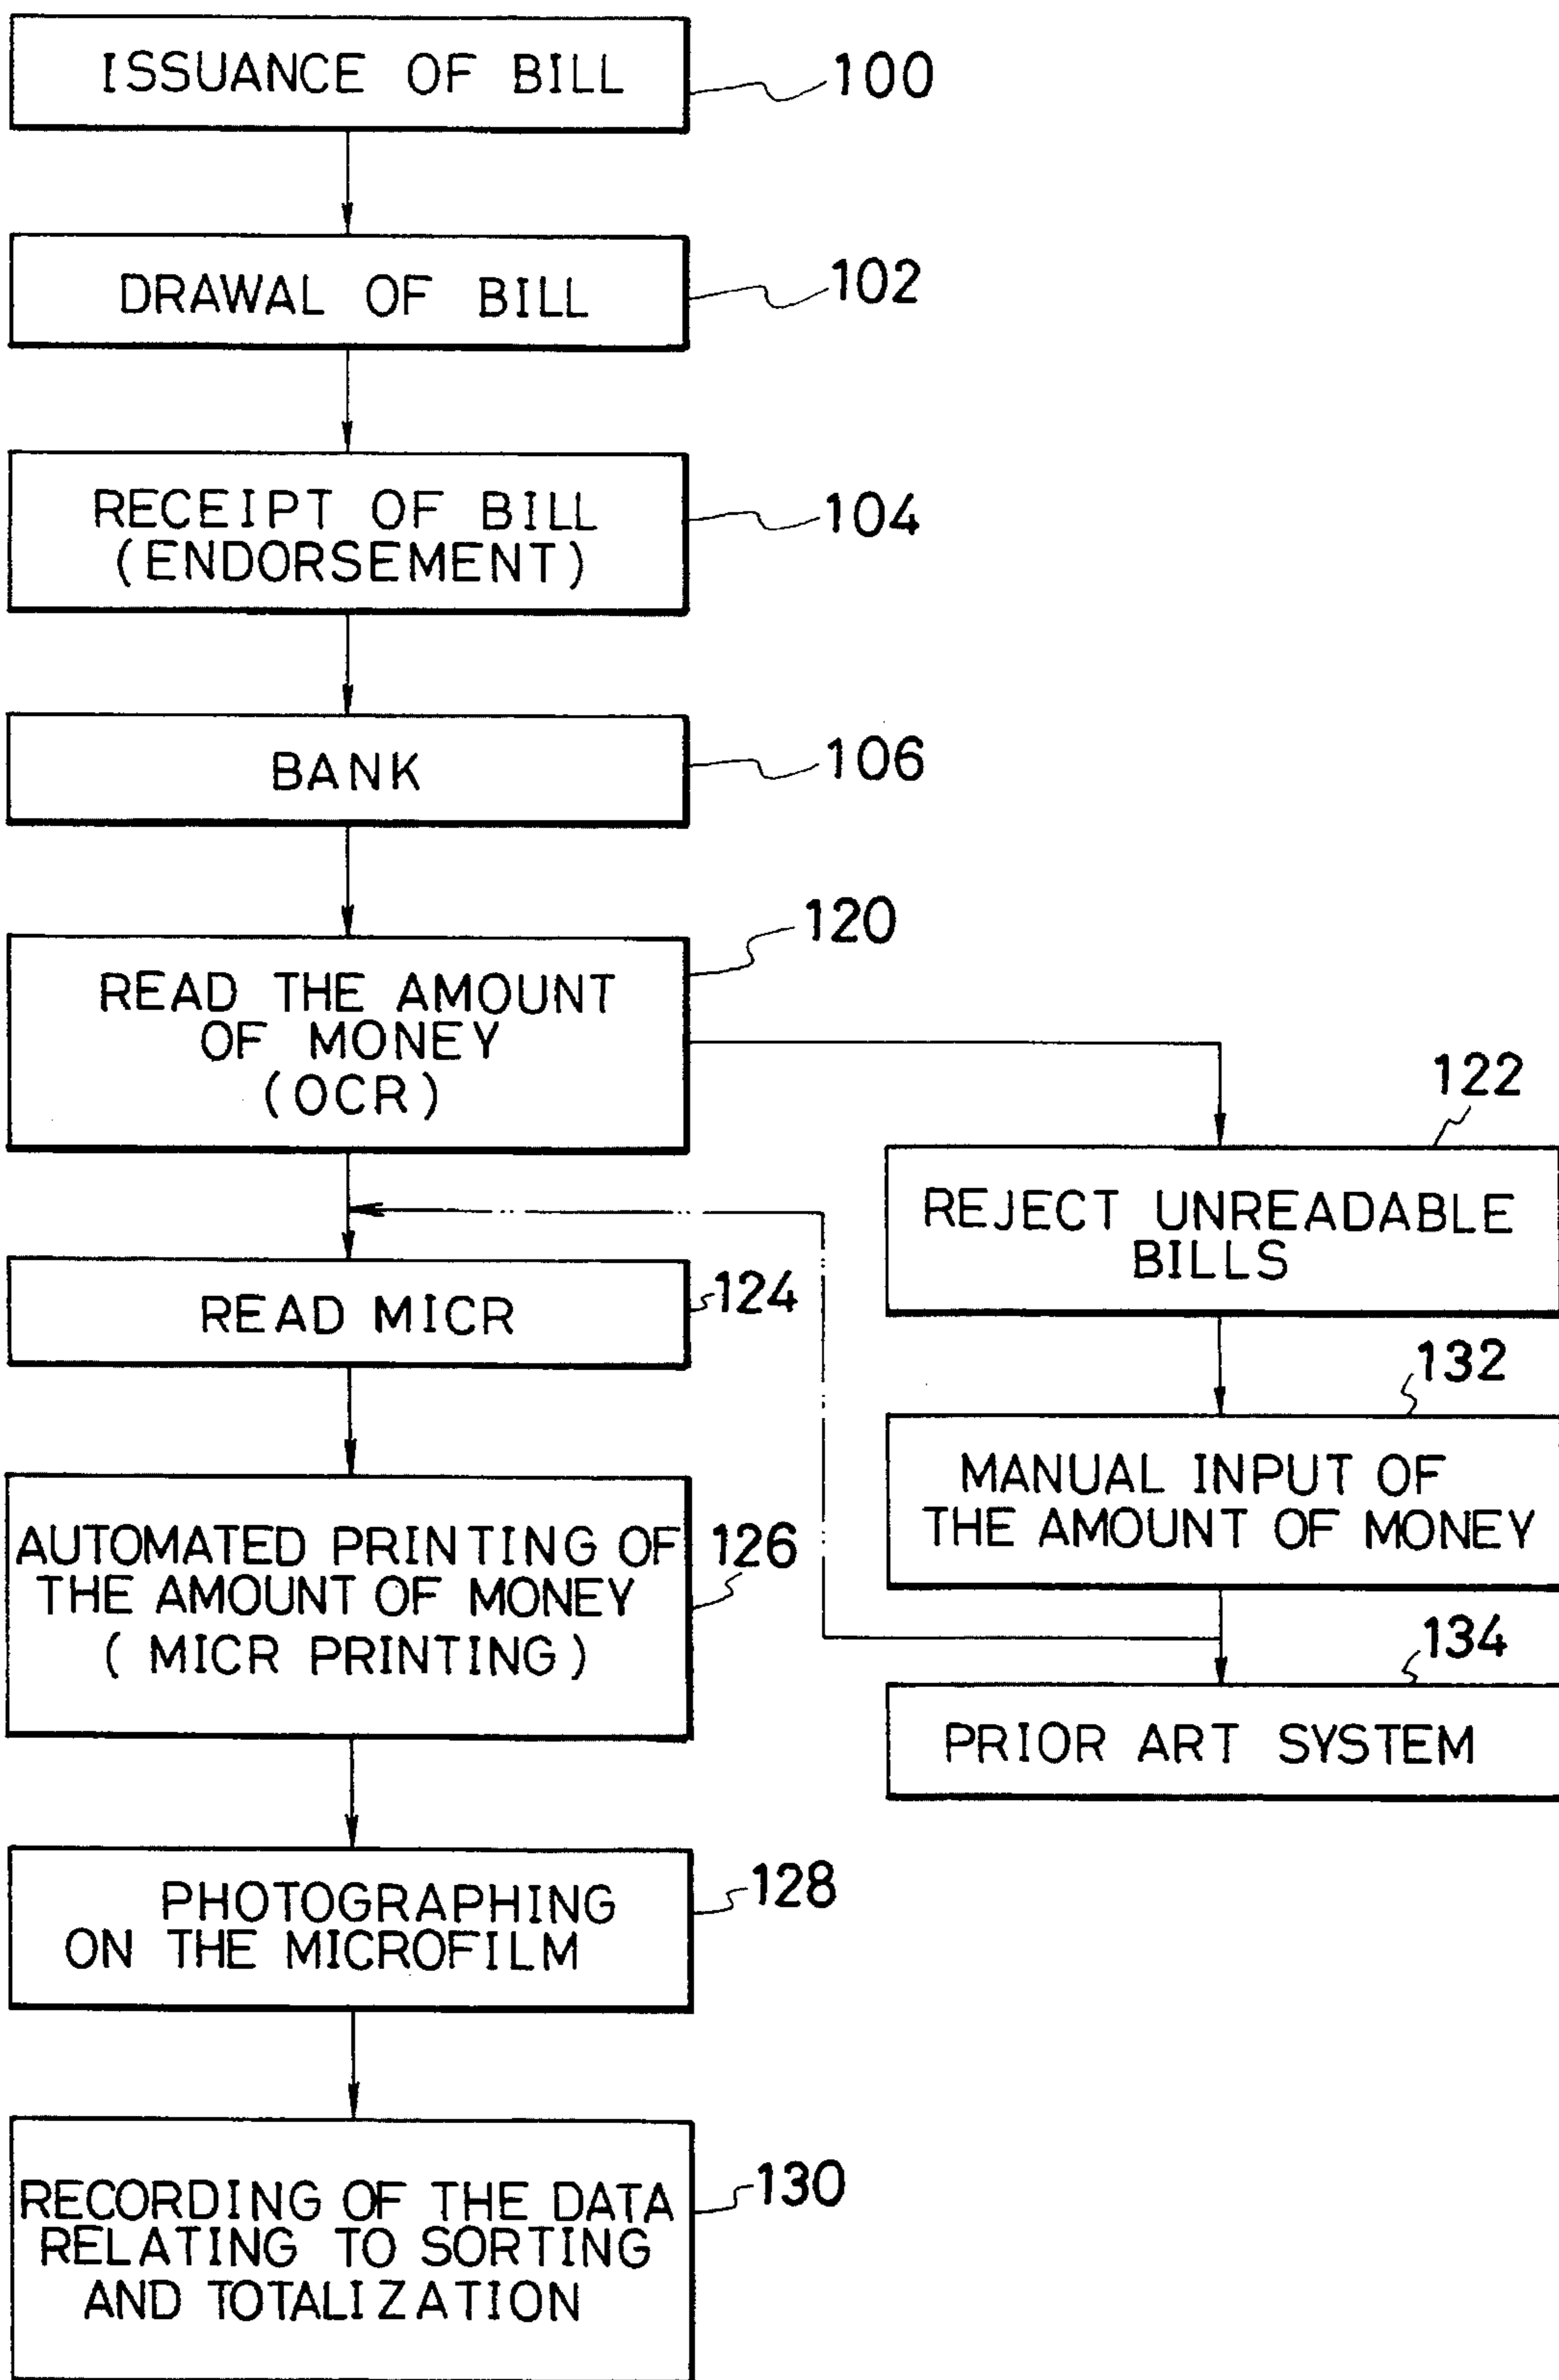 ISSUANCE OF BILL
100
DRAWAL OF BILL
102
RECEIPT OF BILL
(ENDORSEMENT)
104
BANK
106
READ THE AMOUNT
OF MONEY
(OCR)
120
REJECT UNREADABLE
BILLS
122
READ MICR
124
MANUAL INPUT OF
THE AMOUNT OF MONEY
132
AUTOMATED PRINTING OF
THE AMOUNT OF MONEY
( MICR PRINTING )
126
PRIOR ART SYSTEM
134
PHOTOGRAPHING
ON THE MICROFILM
128
RECORDING OF THE DATA
RELATING TO SORTING
AND TOTALIZATION
130